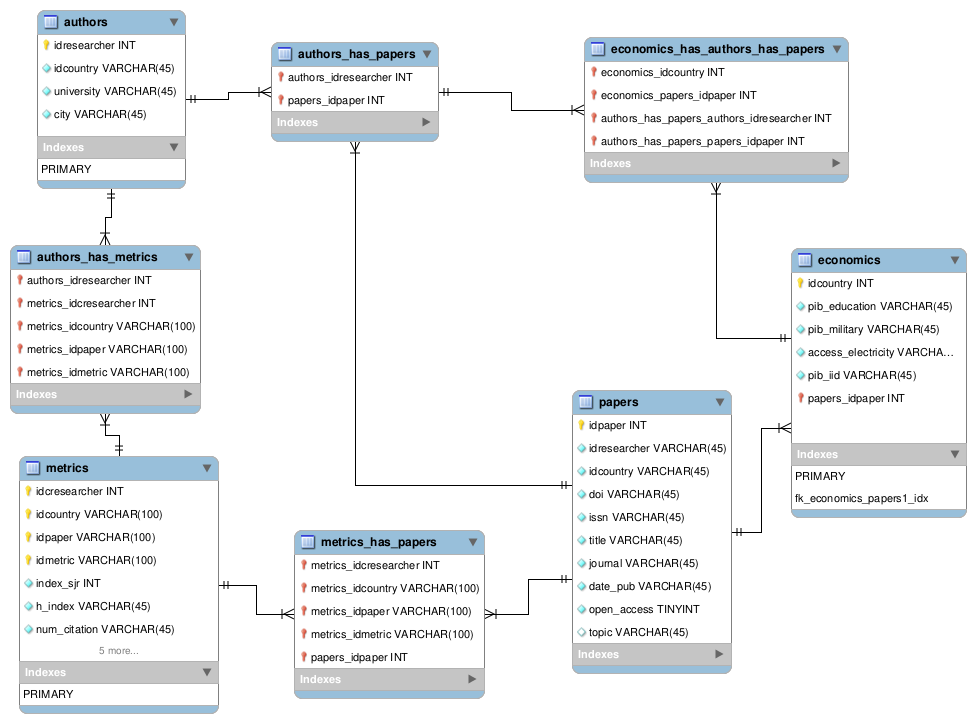 authors
idresearcher INT
idcountry VARCHAR(45)
university VARCHAR(45)
city VARCHAR(45)
Indexes
PRIMARY
authors_has_papers
authors_idresearcher INT
papers_idpaper INT
Indexes
economics_has_authors_has_papers
economics_idcountry INT
economics_papers_idpaper INT
authors_has_papers_authors_idresearcher INT
authors_has_papers_papers_idpaper INT
Indexes
authors_has_metrics
authors_idresearcher INT
metrics_idcresearcher INT
metrics_idcountry VARCHAR(100)
metrics_idpaper VARCHAR(100)
metrics_idmetric VARCHAR(100)
Indexes
economics
idcountry INT
pib_education VARCHAR(45)
pib_military VARCHAR(45)
access_electricity VARCHA...
pib_iid VARCHAR(45)
papers_idpaper INT
Indexes
PRIMARY
fk_economics_papers1_idx
papers
idpaper INT
idresearcher VARCHAR(45)
idcountry VARCHAR(45)
doi VARCHAR(45)
issn VARCHAR(45)
title VARCHAR(45)
journal VARCHAR(45)
date_pub VARCHAR(45)
open_access TINYINT
topic VARCHAR(45)
Indexes
metrics
idcresearcher INT
idcountry VARCHAR(100)
idpaper VARCHAR(100)
idmetric VARCHAR(100)
index_sjr INT
h_index VARCHAR(45)
num_citation VARCHAR(45)
5 more...
Indexes
PRIMARY
metrics_has_papers
metrics_idcresearcher INT
metrics_idcountry VARCHAR(100)
metrics_idpaper VARCHAR(100)
metrics_idmetric VARCHAR(100)
papers_idpaper INT
Indexes